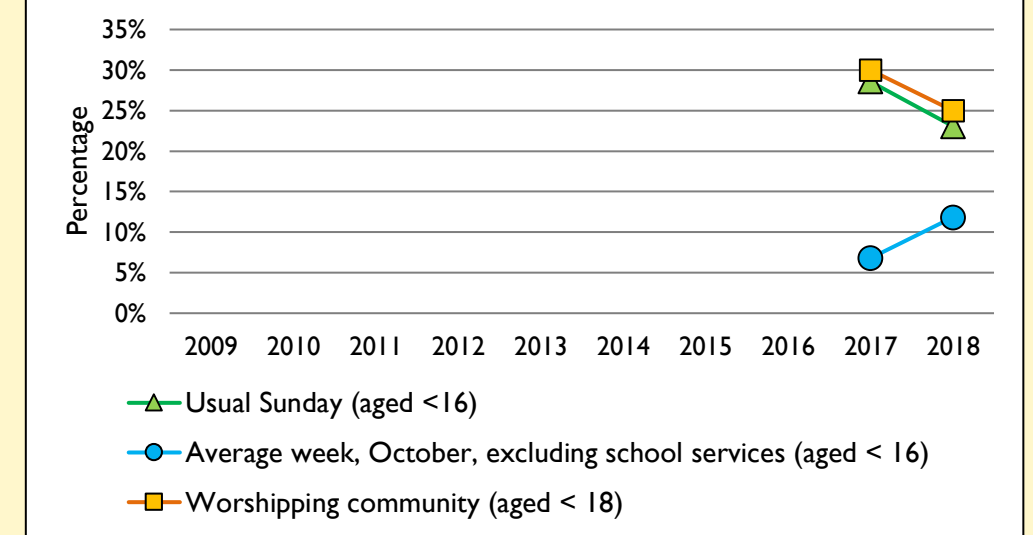 35%
30%
25%
20%
15%
10%
5%
0%
Percentage
2009 2010 2011 2012 2013 2014 2015 2016 2017 2018
Usual Sunday (aged <16)
Average week, October, excluding school services (aged < 16)
Worshipping community (aged < 18)